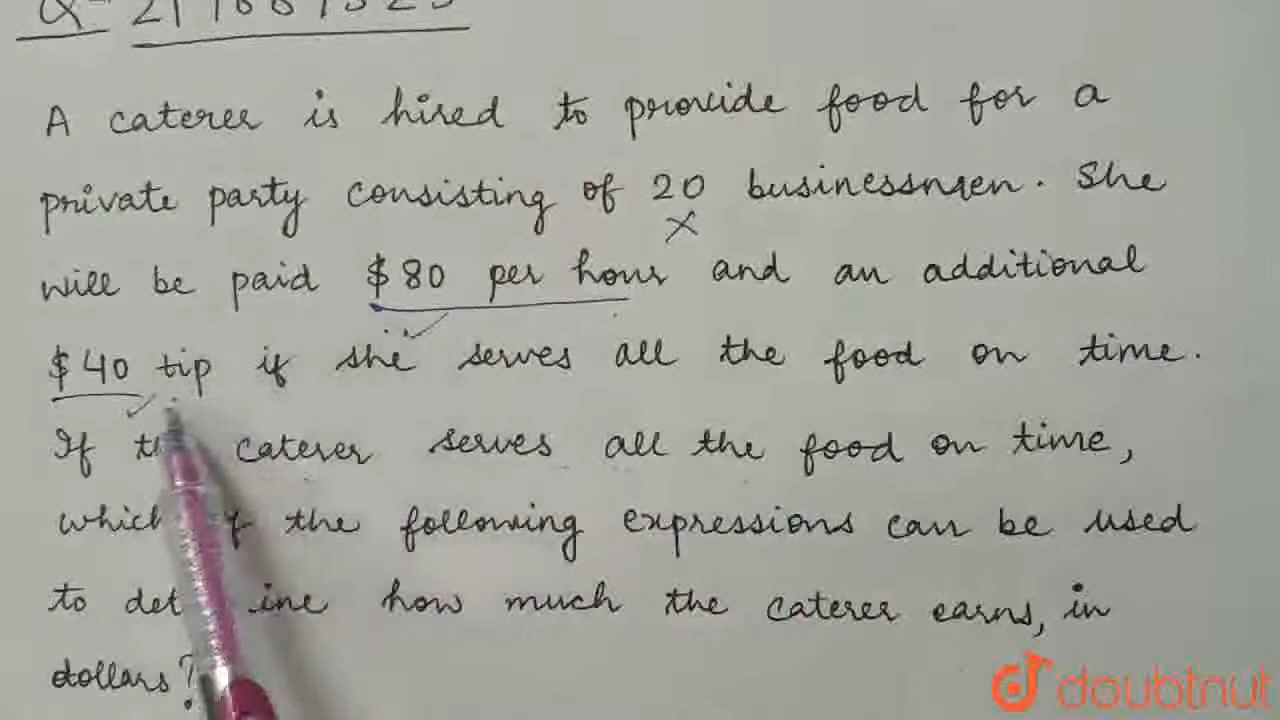 A caterer is hired to provide food for a
private party consisting of 20 businessmen. She
will be paid $80 per hour and an additional
$40 tip if she serves all the food on time.
If caterer serves all the food on time,
the following expressions can be used
to how much the caterer earns, in
dollars?
doubtnut